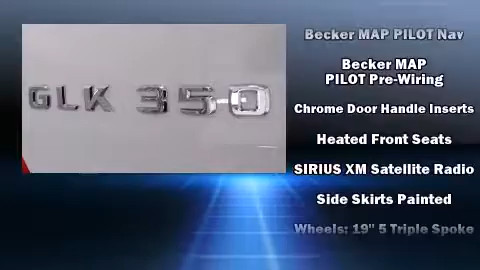 GLK 350
Becker MAP PILOT Nav
Becker MAP
PILOT Pre-Wiring
Chrome Door Handle Inserts
Heated Front Seats
SIRIUS XM Satellite Radio
Side Skirts Painted
Wheels: 19" 5 Triple Spoke